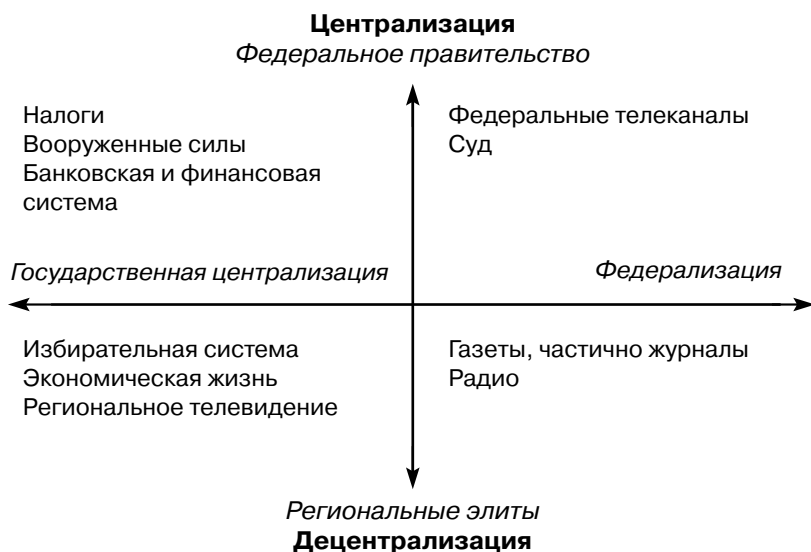 Централизация
Федеральное правительство
Налоги
Вооруженные силы
Банковская и финансовая
система
Федеральные телеканалы
Суд
Государственная централизация
Федерализация
Избирательная система
Экономическая жизнь
Региональное телевидение
Газеты, частично журналы
Радио
Региональные элиты
Децентрализация